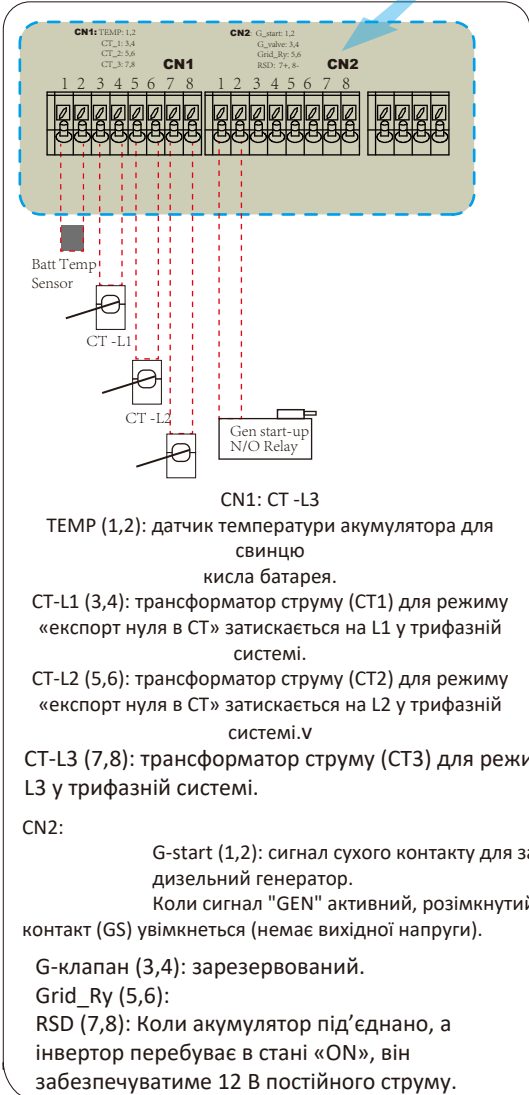 CN1: TEMP: 1,2
CT_1: 3,4
CT_2: 5,6
CT_3: 7,8
CN2: G_start: 1,2
G_valve: 3,4
Grid_Ry: 5,6
RSD: 7+, 8-
CN1
CN2
1 2 3 4 5 6 7 8
1 2 3 4 5 6 7 8
Batt Temp
Sensor
CT -L1
CT -L2
Gen start-up
N/O Relay
CN1: CT -L3
TEMP (1,2): датчик температури акумулятора для
свинцю
кисла батарея.
CT-L1 (3,4): трансформатор струму (CT1) для режиму
«експорт нуля в CT» затискається на L1 у трифазній
системі.
CT-L2 (5,6): трансформатор струму (CT2) для режиму
«експорт нуля в CT» затискається на L2 у трифазній
системі.v
CT-L3 (7,8): трансформатор струму (CT3) для режи
L3 у трифазній системі.
CN2:
G-start (1,2): сигнал сухого контакту для за
дизельний генератор.
Коли сигнал "GEN" активний, розімкнутий
контакт (GS) увімкнеться (немає вихідної напруги).
G-клапан (3,4): зарезервований.
Grid_Ry (5,6):
RSD (7,8): Коли акумулятор під’єднано, а
інвертор перебуває в стані «ON», він
забезпечуватиме 12 В постійного струму.